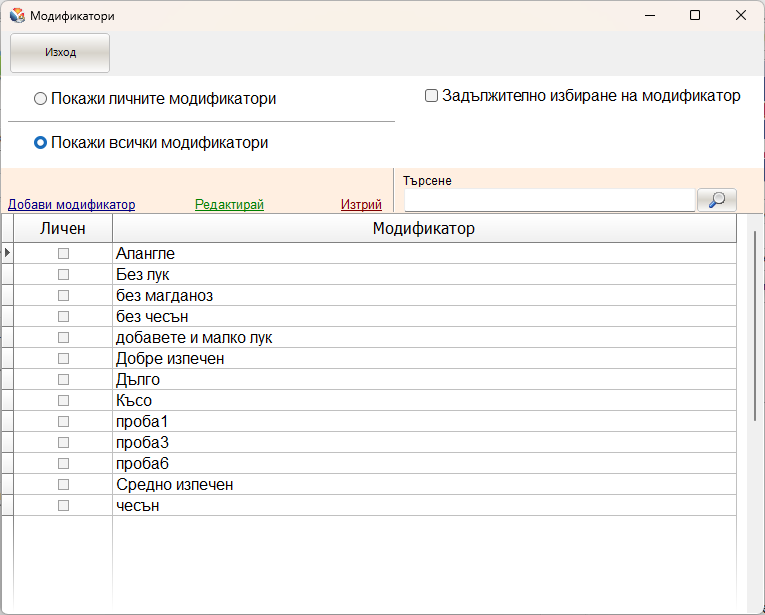 Модификатори
Изход
Покажи личните модификатори
Задължително избиране на модификатор
Покажи всички модификатори
Търсене
Добави модификатор Редактирай Изтрий
Личен Модификатор
Алангле
Без лук
без магданоз
без чесън
добавете и малко лук
Добре изпечен
Дълго
Късо
проба1
проба3
проба6
Средно изпечен
чесън